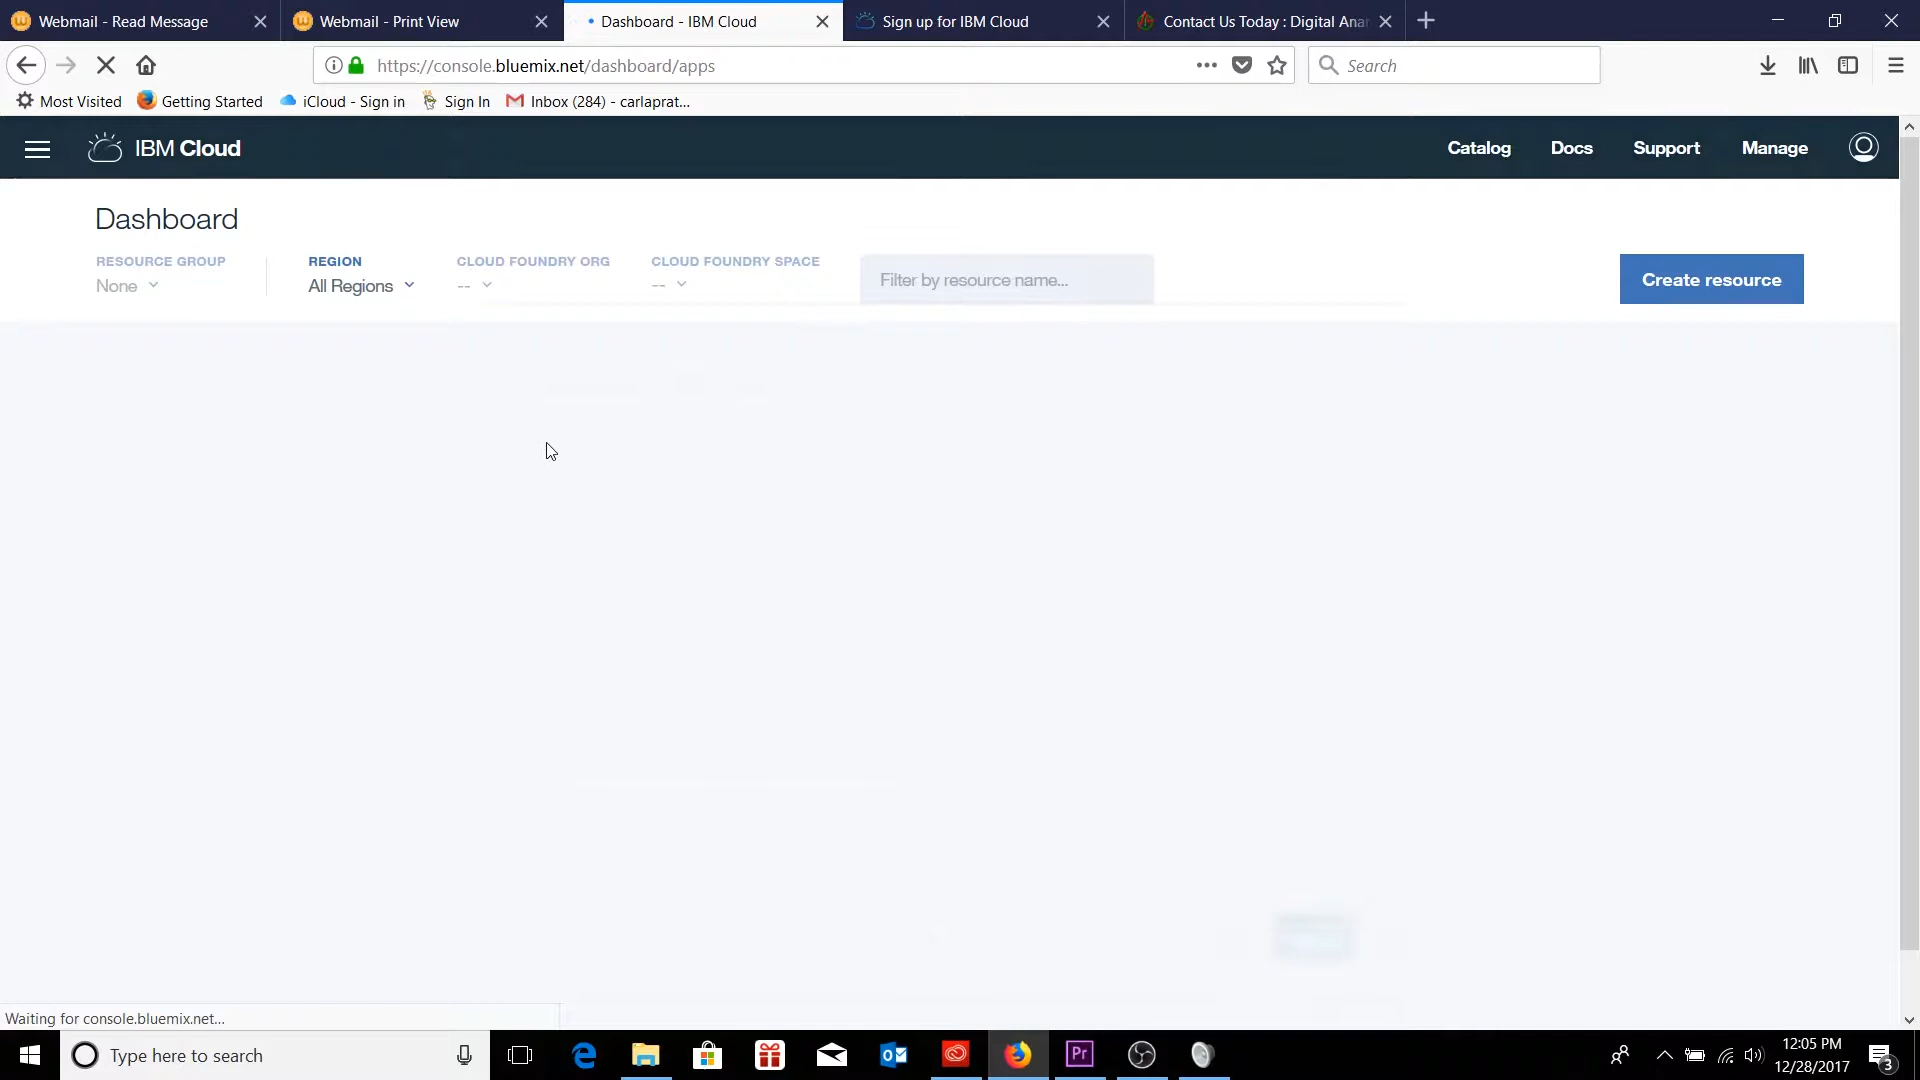 Webmail - Read Message
Webmail - Print View
Dashboard - IBM Cloud
Sign up for IBM Cloud
Contact Us Today : Digital Anar
https://console.bluemix.net/dashboard/apps
Search
Most Visited
Getting Started
iCloud - Sign in
Sign In
Inbox (284) - carlaprat...
IBM Cloud
Catalog
Docs
Support
Manage
Dashboard
RESOURCE GROUP
REGION
CLOUD FOUNDRY ORG
CLOUD FOUNDRY SPACE
None
All Regions
--
--
Filter by resource name...
Create resource
Waiting for console.bluemix.net...
Type here to search
Pr
12:05 PM
12/28/2017
3